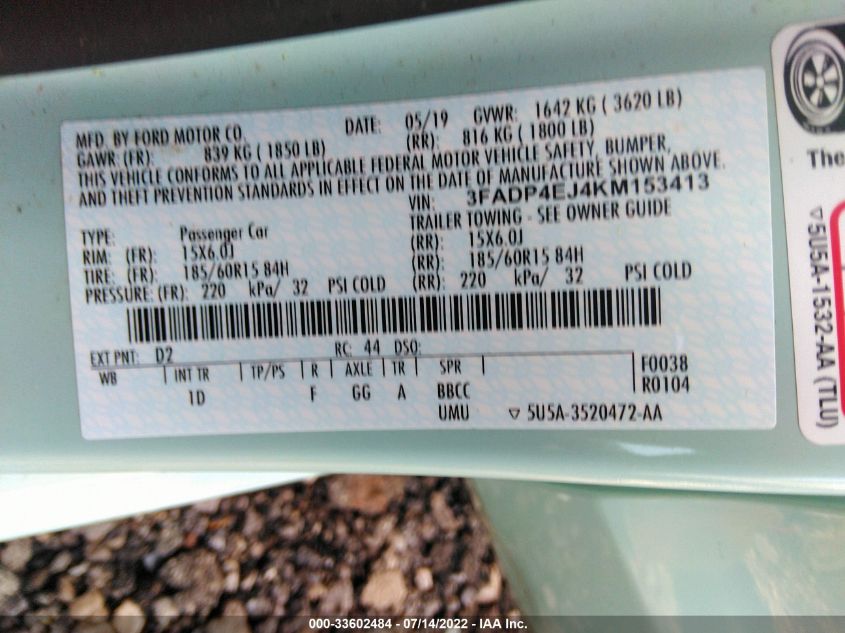 MFD. BY FORD MOTOR CO. DATE: 05/19 GVWR: 1642 KG ( 3620 LB)
GAWR: (FR): 839 KG ( 1850 LB) (RR): 816 KG ( 1800 LB)
THIS VEHICLE CONFORMS TO ALL APPLICABLE FEDERAL MOTOR VEHICLE SAFETY, BUMPER,
AND THEFT PREVENTION STANDARDS IN EFFECT ON THE DATE OF MANUFACTURE SHOWN ABOVE.
VIN: 3FADP4EJ4KM153413
TRAILER TOWING - SEE OWNER GUIDE
TYPE: Passenger Car
RIM: (FR): 15X6.0J (RR): 15X6.0J
TIRE: (FR): 185/60R15 84H (RR): 185/60R15 84H
PRESSURE: (FR): 220 kPa/ 32 PSI COLD (RR): 220 kPa/ 32 PSI COLD
EXT PNT: D2 RC: 44 DSO:
WB INT TR TP/PS R AXLE TR SPR F0038
1D F GG A BBCC R0104
UMU ▽ 5U5A-3520472-AA
The
▽5U5A-1532-AA (TLU)
000-33602484 - 07/14/2022 - IAA Inc.